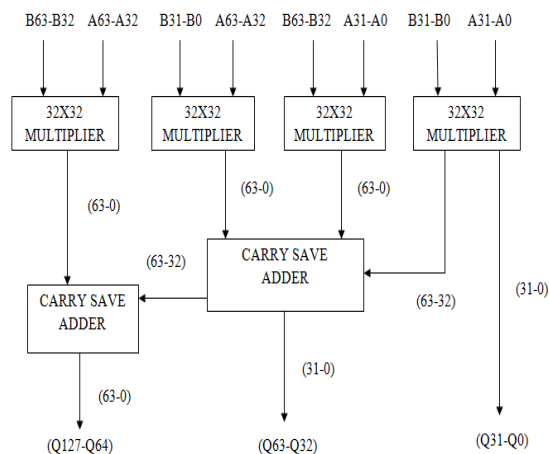 B63-B32 A63-A32 B31-B0 A63-A32 B63-B32 A31-A0 B31-B0 A31-A0
32X32
MULTIPLIER
32X32
MULTIPLIER
32X32
MULTIPLIER
32X32
MULTIPLIER
(63-0)
(63-0)
(63-0)
CARRY SAVE
ADDER
(63-32)
(63-32)
(31-0)
CARRY SAVE
ADDER
(31-0)
(63-0)
(Q127-Q64)
(Q63-Q32)
(Q31-Q0)